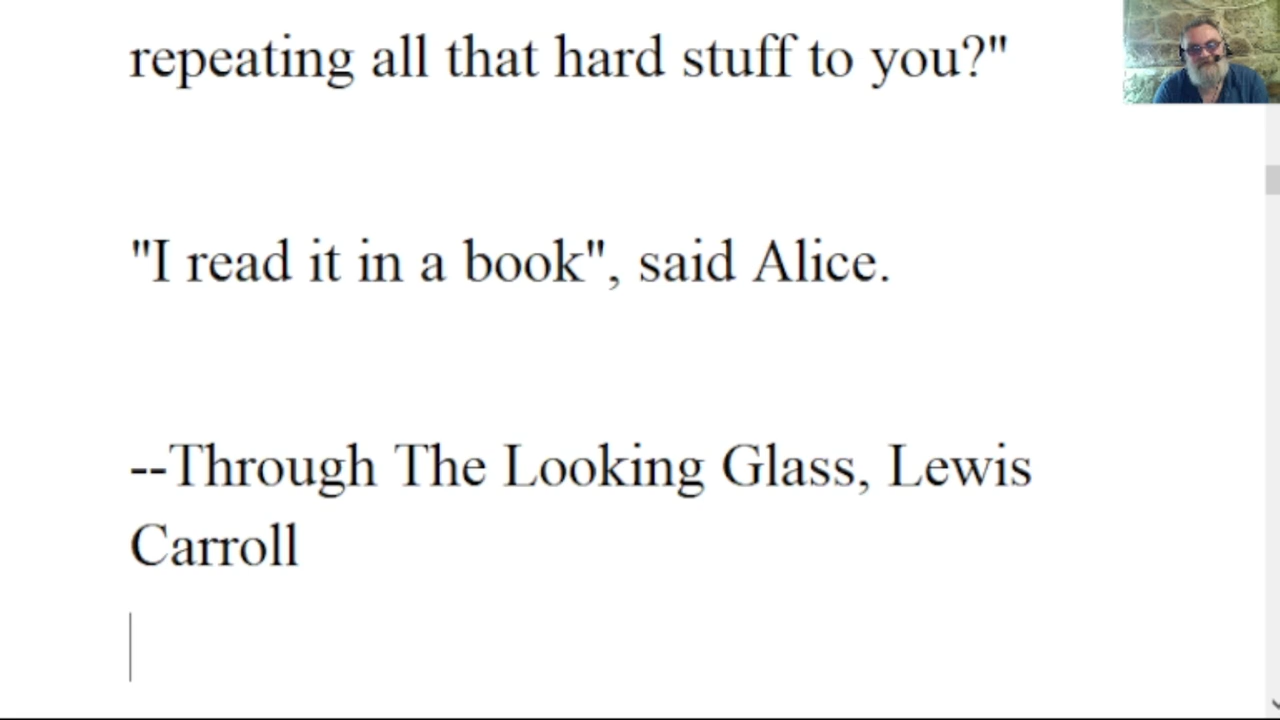 repeating all that hard stuff to you?"
"I read it in a book", said Alice.
--Through The Looking Glass, Lewis
Carroll